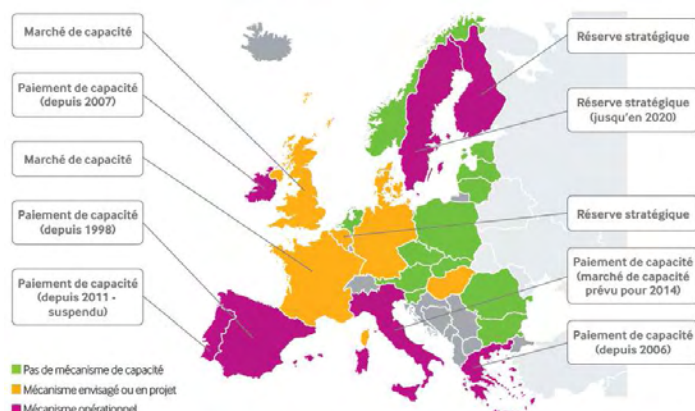 Marché de capacité
Paiement de capacité
(depuis 2007)
Marché de capacité
Paiement de capacité
(depuis 1998)
Paiement de capacité
(depuis 2011 -
suspendu)
Réserve stratégique
Réserve stratégique
(jusqu'en 2020)
Réserve stratégique
Paiement de capacité
(marché de capacité
prévu pour 2014)
Paiement de capacité
(depuis 2006)
Pas de mécanisme de capacité
Mécanisme envisagé ou en projet
Mécanisme opérationnel